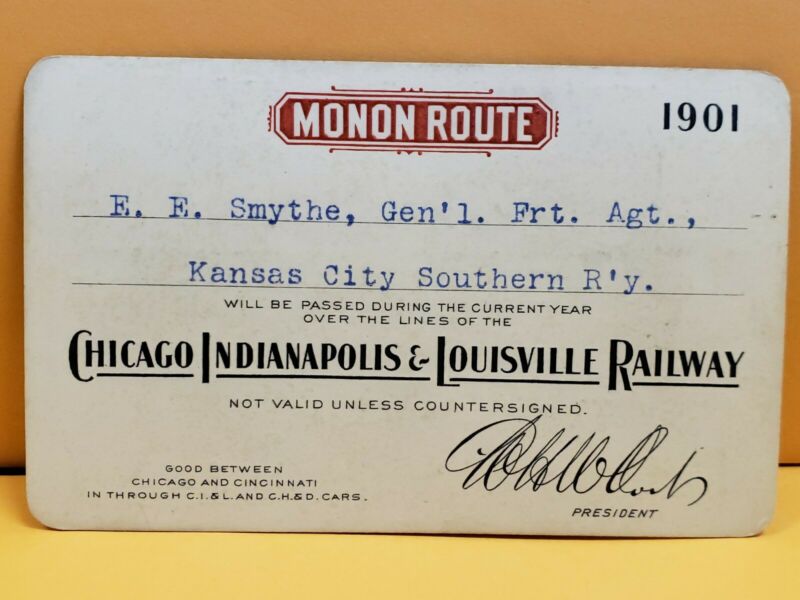 MONON ROUTE
1901
E. E. Smythe, Gen'l. Frt. Agt.,
Kansas City Southern R'y.
WILL BE PASSED DURING THE CURRENT YEAR
OVER THE LINES OF THE
CHICAGO INDIANAPOLIS & LOUISVILLE RAILWAY
NOT VALID UNLESS COUNTERSIGNED.
GOOD BETWEEN
CHICAGO AND CINCINNATI
IN THROUGH C.I.& L. AND C.H.& D. CARS.
PRESIDENT